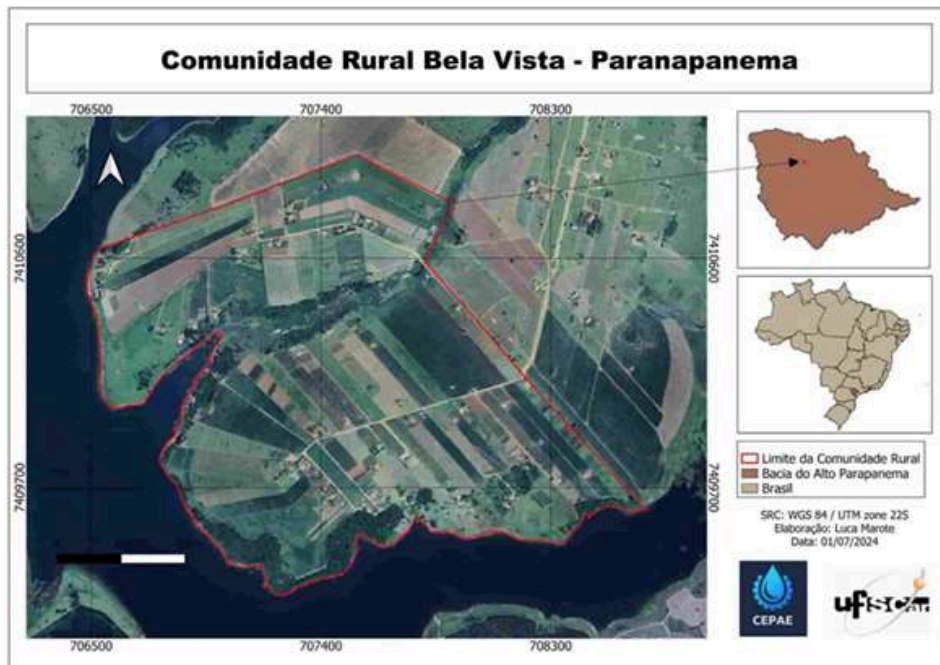 Comunidade Rural Bela Vista - Paranapanema
706500 707400 708300
7410600 7410600
7409700 7409700
706500 707400 708300
Limite da Comunidade Rural
Bacia do Alto Parapanema
Brasil
SRC: WGS 84 / UTM zone 22S
Elaboração: Luca Marote
Data: 01/07/2024
CEPAE
ufscar